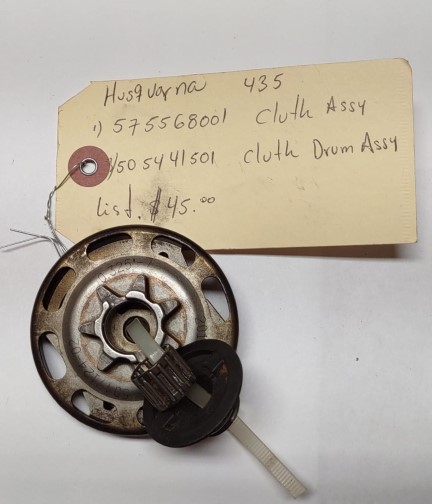 Husqvarna 435
1) 575568001 Cluth Assy
1) 505441501 Cluth Drum Assy
List. $45.00